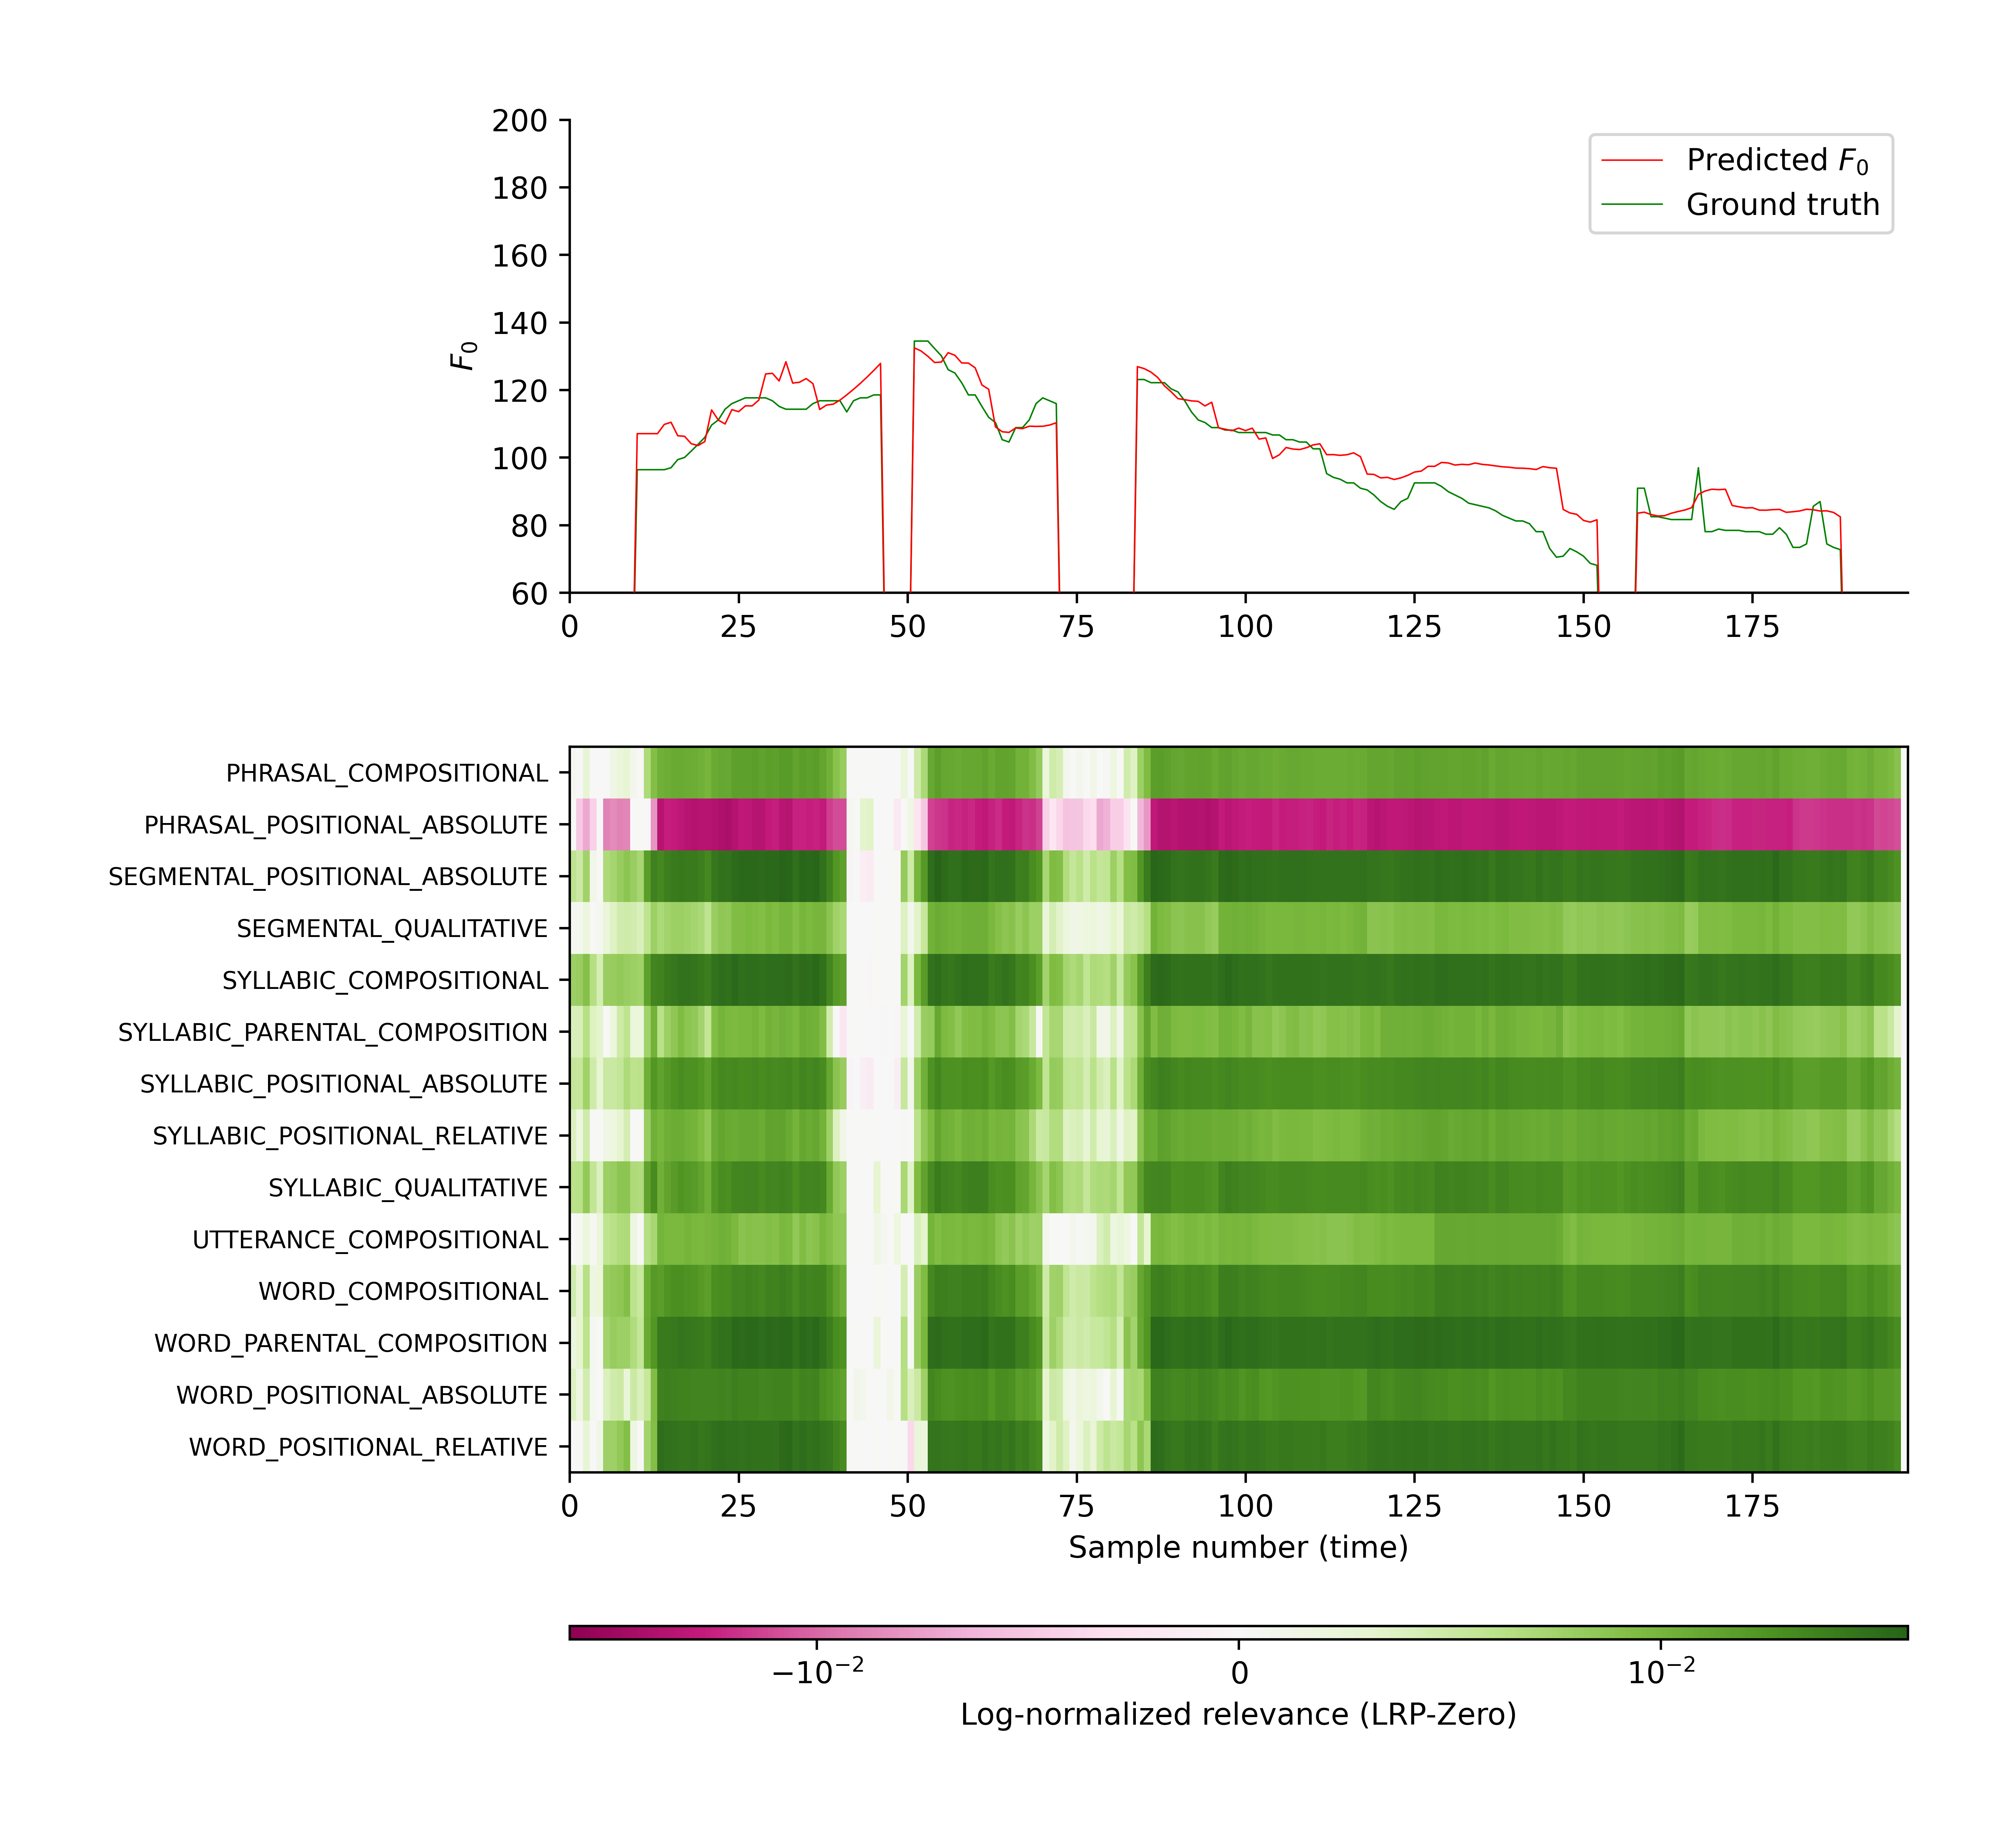 200
180
160
140
120
100
80
60
F₀
Predicted F₀
Ground truth
0 25 50 75 100 125 150 175
PHRASAL_COMPOSITIONAL
PHRASAL_POSITIONAL_ABSOLUTE
SEGMENTAL_POSITIONAL_ABSOLUTE
SEGMENTAL_QUALITATIVE
SYLLABIC_COMPOSITIONAL
SYLLABIC_PARENTAL_COMPOSITION
SYLLABIC_POSITIONAL_ABSOLUTE
SYLLABIC_POSITIONAL_RELATIVE
SYLLABIC_QUALITATIVE
UTTERANCE_COMPOSITIONAL
WORD_COMPOSITIONAL
WORD_PARENTAL_COMPOSITION
WORD_POSITIONAL_ABSOLUTE
WORD_POSITIONAL_RELATIVE
0 25 50 75 100 125 150 175
Sample number (time)
−10⁻² 0 10⁻²
Log-normalized relevance (LRP-Zero)